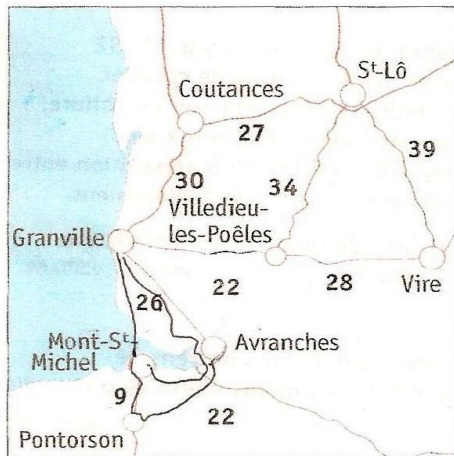 St-Lô
Coutances
27
39
30
34
Villedieu-
les-Poêles
Granville
22
28
Vire
26
Mont-St-
Michel
Avranches
9
22
Pontorson